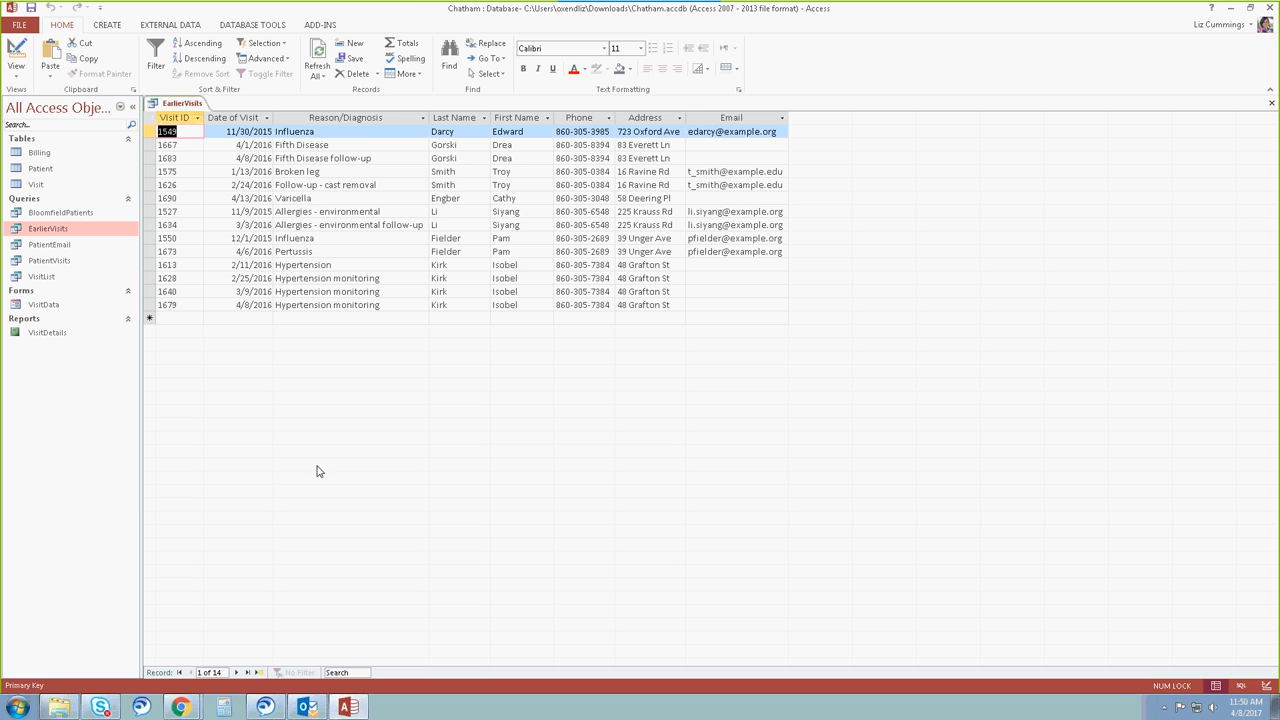 Chatham : Database- C:\Users\oxendliz\Downloads\Chatham.accdb (Access 2007 - 2013 file format) - Access
FILE HOME CREATE EXTERNAL DATA DATABASE TOOLS ADD-INS Liz Cummings
View Paste Cut Copy Format Painter
Filter Ascending Descending Remove Sort Selection Advanced Toggle Filter
Refresh All New Save Delete Totals Spelling More
Find Replace Go To Select
Calibri 11
B I U A
Views Clipboard Sort & Filter Records Find Text Formatting
All Access Obje...
Search...
Tables
Billing
Patient
Visit
Queries
BloomfieldPatients
EarlierVisits
PatientEmail
PatientVisits
VisitList
Forms
VisitData
Reports
VisitDetails
EarlierVisits
Visit ID Date of Visit Reason/Diagnosis Last Name First Name Phone Address Email
1549 11/30/2015 Influenza Darcy Edward 860-305-3985 723 Oxford Ave edarcy@example.org
1667 4/1/2016 Fifth Disease Gorski Drea 860-305-8394 83 Everett Ln
1683 4/8/2016 Fifth Disease follow-up Gorski Drea 860-305-8394 83 Everett Ln
1575 1/13/2016 Broken leg Smith Troy 860-305-0384 16 Ravine Rd t_smith@example.edu
1626 2/24/2016 Follow-up - cast removal Smith Troy 860-305-0384 16 Ravine Rd t_smith@example.edu
1690 4/13/2016 Varicella Engber Cathy 860-305-3048 58 Deering Pl
1527 11/9/2015 Allergies - environmental Li Siyang 860-305-6548 225 Krauss Rd li.siyang@example.org
1634 3/3/2016 Allergies - environmental follow-up Li Siyang 860-305-6548 225 Krauss Rd li.siyang@example.org
1550 12/1/2015 Influenza Fielder Pam 860-305-2689 39 Unger Ave pfielder@example.org
1673 4/6/2016 Pertussis Fielder Pam 860-305-2689 39 Unger Ave pfielder@example.org
1613 2/11/2016 Hypertension Kirk Isobel 860-305-7384 48 Grafton St
1628 2/25/2016 Hypertension monitoring Kirk Isobel 860-305-7384 48 Grafton St
1640 3/9/2016 Hypertension monitoring Kirk Isobel 860-305-7384 48 Grafton St
1679 4/8/2016 Hypertension monitoring Kirk Isobel 860-305-7384 48 Grafton St
Record: 1 of 14 No Filter Search
Primary Key NUM LOCK SQL
11:50 AM
4/8/2017